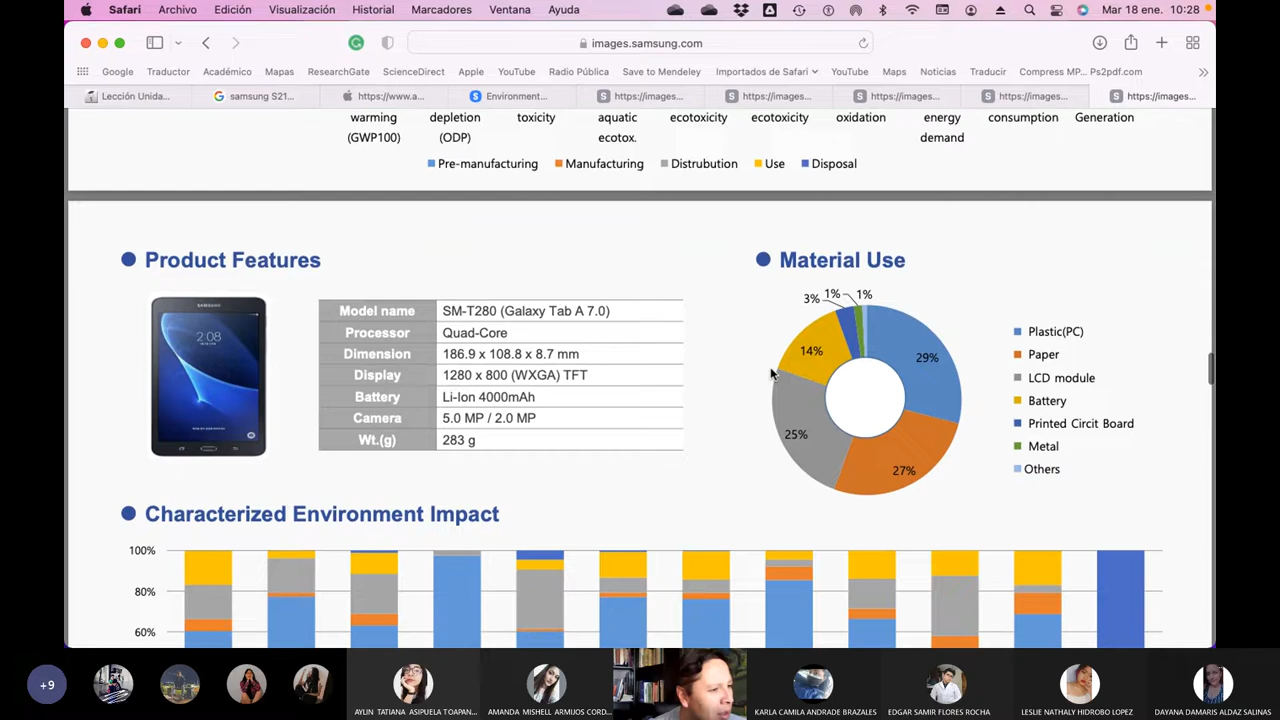 Safari Archivo Edición Visualización Historial Marcadores Ventana Ayuda Mar 18 ene. 10:28
images.samsung.com
Google Traductor Académico Mapas ResearchGate ScienceDirect Apple YouTube Radio Pública Save to Mendeley Importados de Safari YouTube Maps Noticias Traducir Compress MP... Ps2pdf.com
Lección Unida... samsung S21... https://www.a... Environment... https://images... https://images... https://images... https://images... https://images...
warming depletion toxicity aquatic ecotoxicity ecotoxicity oxidation energy consumption Generation
(GWP100) (ODP) ecotox. demand
Pre-manufacturing Manufacturing Distrubution Use Disposal
Product Features
SAMSUNG
2:08
Model name SM-T280 (Galaxy Tab A 7.0)
Processor Quad-Core
Dimension 186.9 x 108.8 x 8.7 mm
Display 1280 x 800 (WXGA) TFT
Battery Li-Ion 4000mAh
Camera 5.0 MP / 2.0 MP
Wt.(g) 283 g
Material Use
3% 1% 1%
14% 29%
25% 27%
Plastic(PC)
Paper
LCD module
Battery
Printed Circit Board
Metal
Others
Characterized Environment Impact
100%
80%
60%
+9
AYLIN TATIANA ASIPUELA TOAPAN... AMANDA MISHELL ARMIJOS CORD... KARLA CAMILA ANDRADE BRAZALES EDGAR SAMIR FLORES ROCHA LESLIE NATHALY HIDROBO LOPEZ DAYANA DAMARIS ALDAZ SALINAS